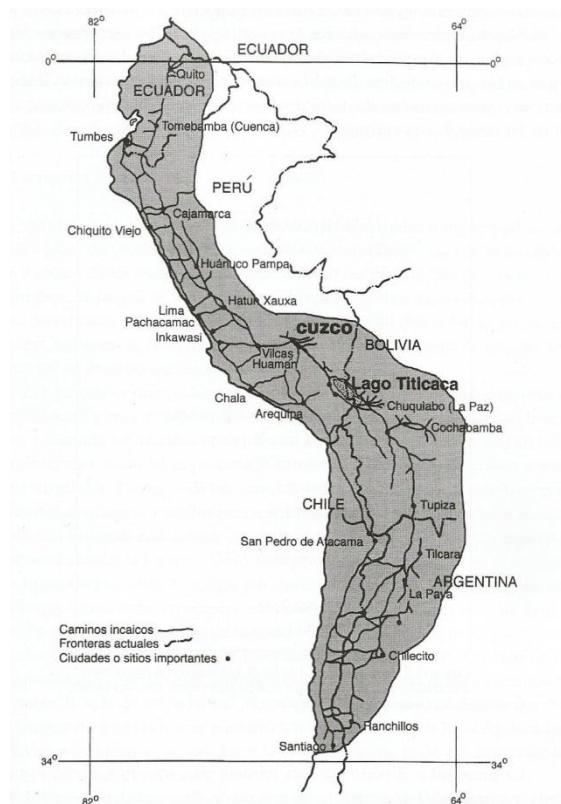 82
64
ECUADOR
0°
0°
Quito
ECUADOR
Tomebamba (Cuenca)
Tumbes
PERÚ
Cajamarca
Chiquito Viejo
Huánuco Pampa
Hatun Xauxa
Lima
Pachacamac
Inkawasi
CUZCO
BOLIVIA
Vilcas
Huamán
Lago Titicaca
Chala
Arequipa
Chuquiabo (La Paz)
Cochabamba
CHILE
Tupiza
San Pedro de Atacama
Tilcara
ARGENTINA
La Paya
Caminos incaicos
Fronteras actuales
Ciudades o sitios importantes
Chilecito
Ranchillos
Santiago
34°
34
82
64